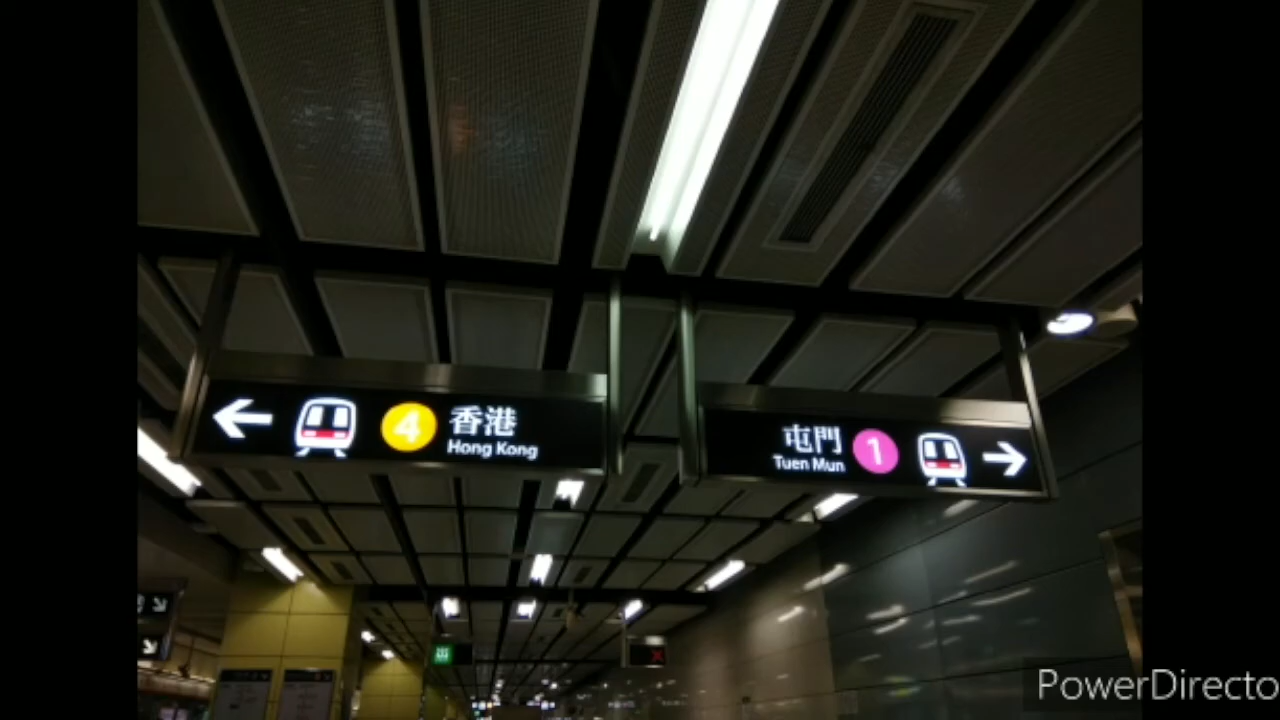 4 香港
Hong Kong
屯門 1
Tuen Mun
PowerDirecto